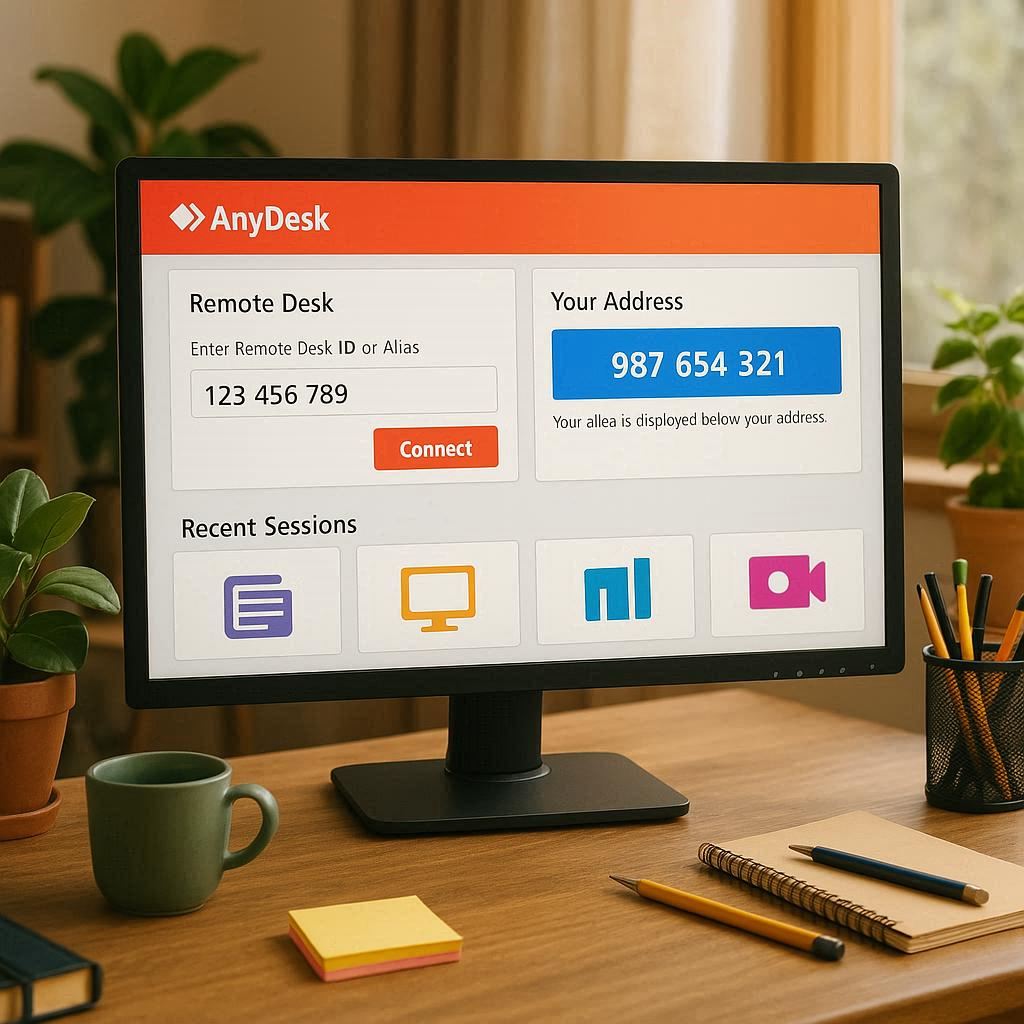 AnyDesk
Remote Desk
Enter Remote Desk ID or Alias
123 456 789
Connect
Your Address
987 654 321
Your allea is displayed below your address.
Recent Sessions